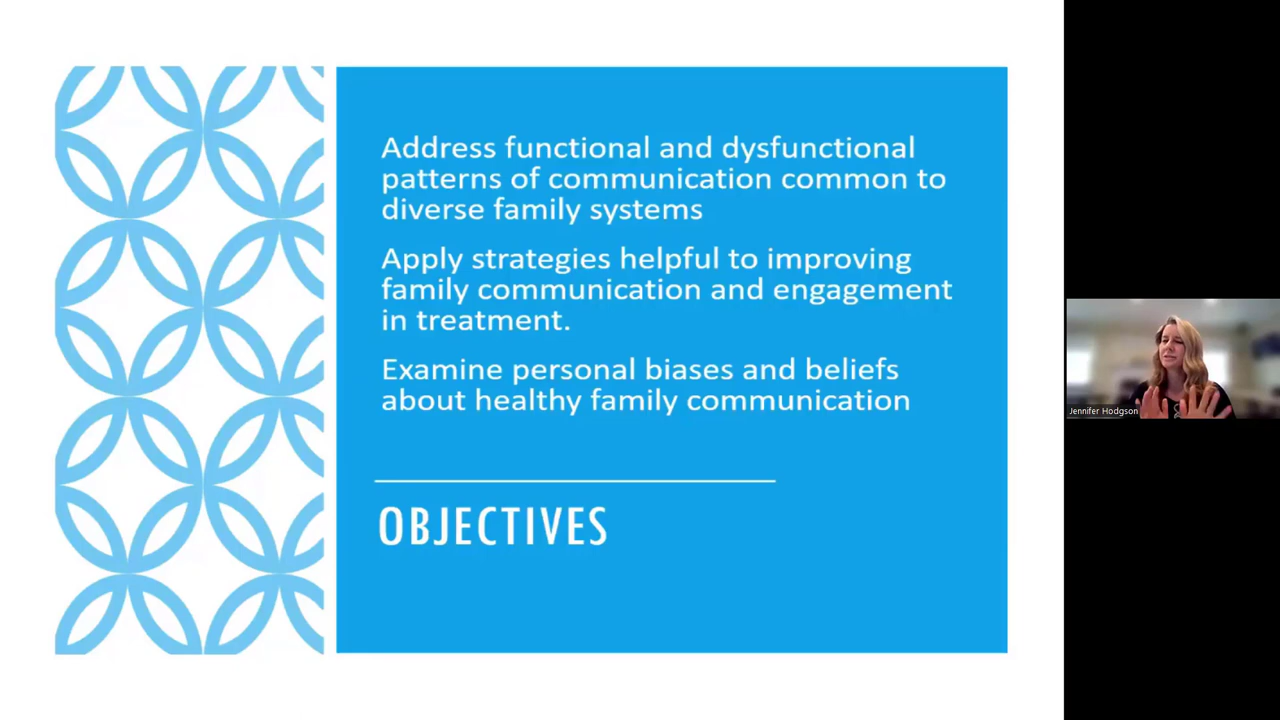 Address functional and dysfunctional
patterns of communication common to
diverse family systems
Apply strategies helpful to improving
family communication and engagement
in treatment.
Examine personal biases and beliefs
about healthy family communication
OBJECTIVES
Jennifer Hodgson